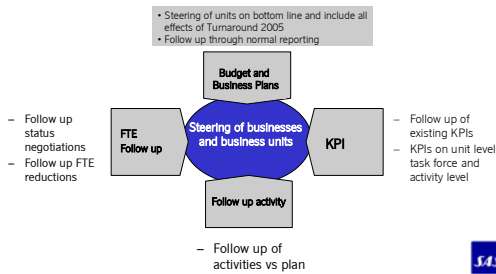 • Steering of units on bottom line and include all
effects of Turnaround 2005
• Follow up through normal reporting
Budget and
Business Plans
– Follow up
status
negotiations
– Follow up FTE
reductions
FTE
Follow up
Steering of businesses
and business units
KPI
– Follow up of
existing KPIs
– KPIs on unit level
task force and
activity level
Follow up activity
– Follow up of
activities vs plan
SAS